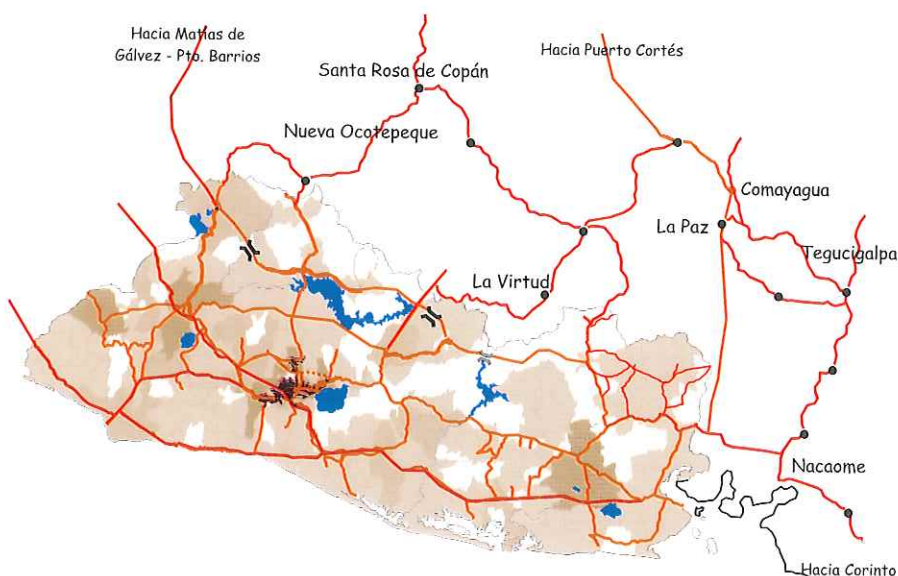 Hacia Matias de
Gálvez - Pto. Barrios
Hacia Puerto Cortés
Santa Rosa de Copán
Nueva Ocotepeque
Comayagua
La Paz
Tegucigalpa
La Virtud
Nacaome
Hacia Corinto